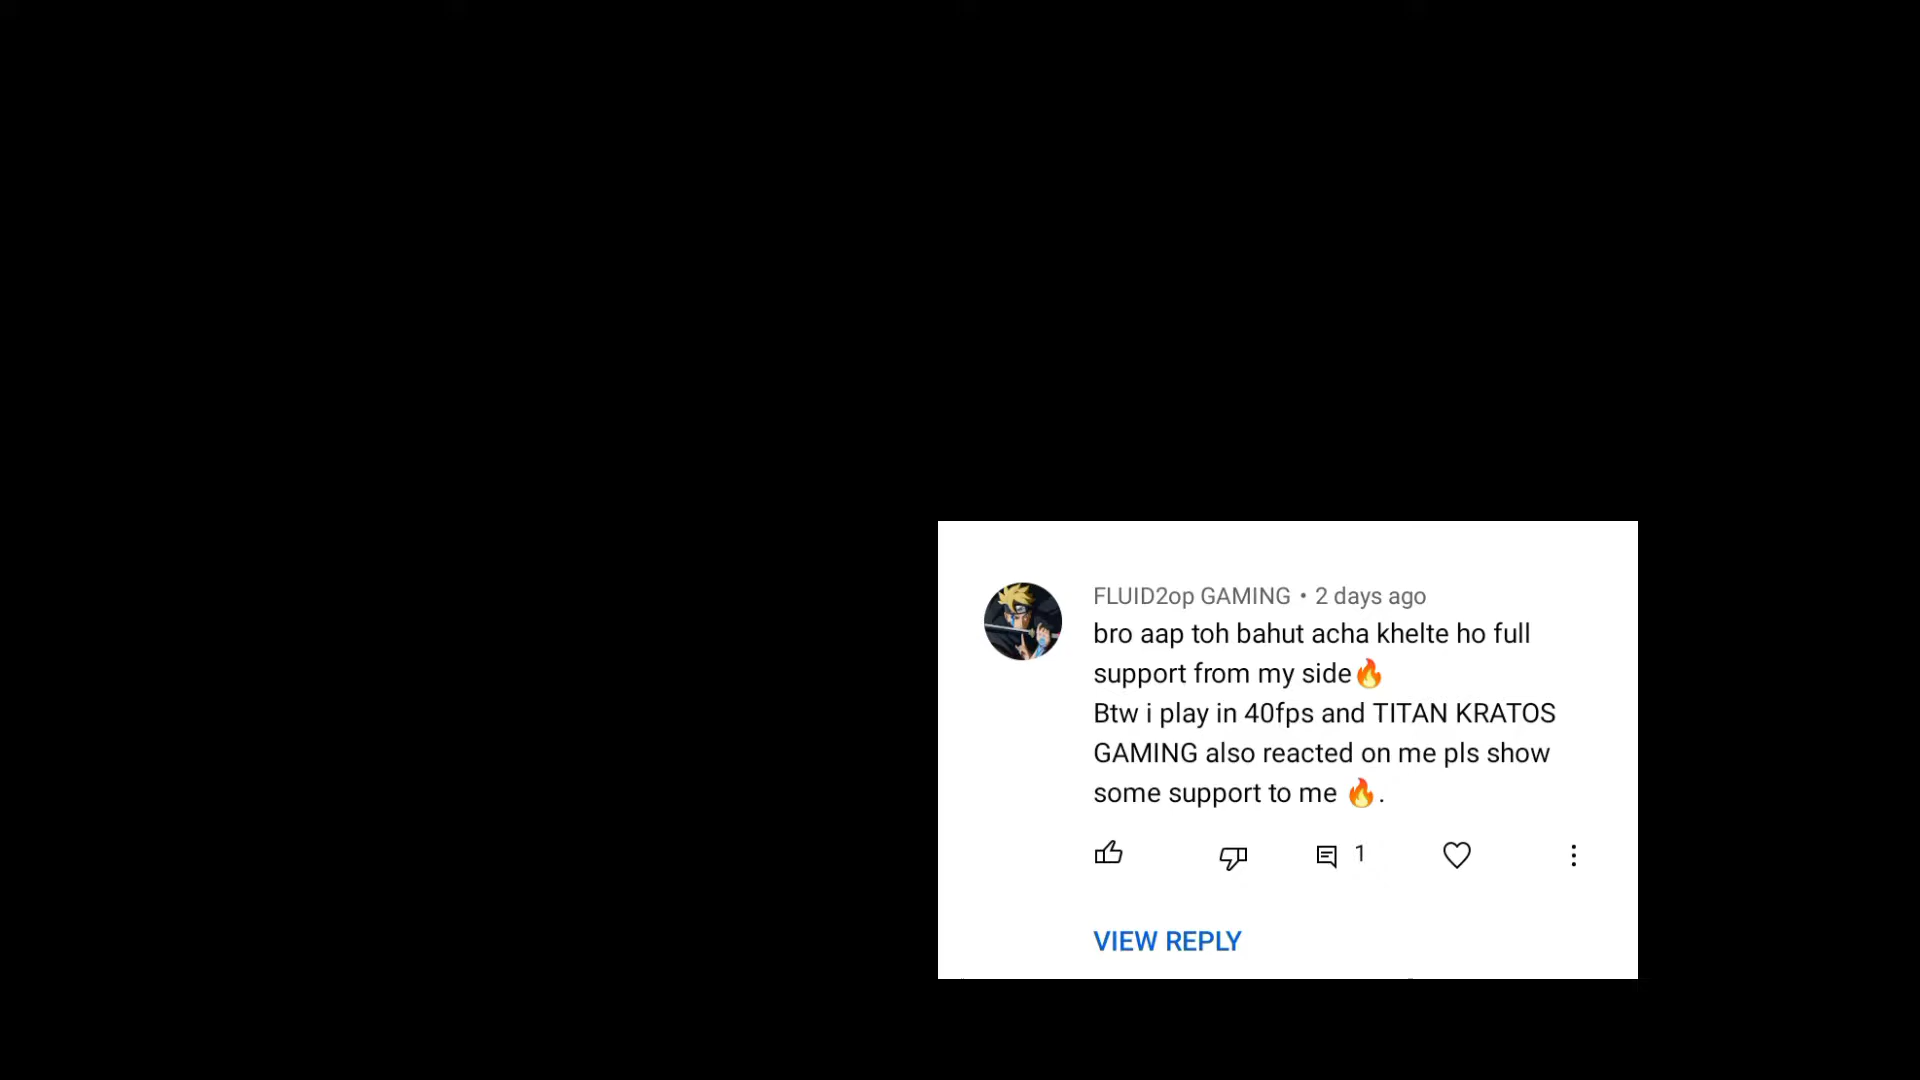 FLUID2op GAMING • 2 days ago
bro aap toh bahut acha khelte ho full
support from my side🔥
Btw i play in 40fps and TITAN KRATOS
GAMING also reacted on me pls show
some support to me 🔥.
1
VIEW REPLY